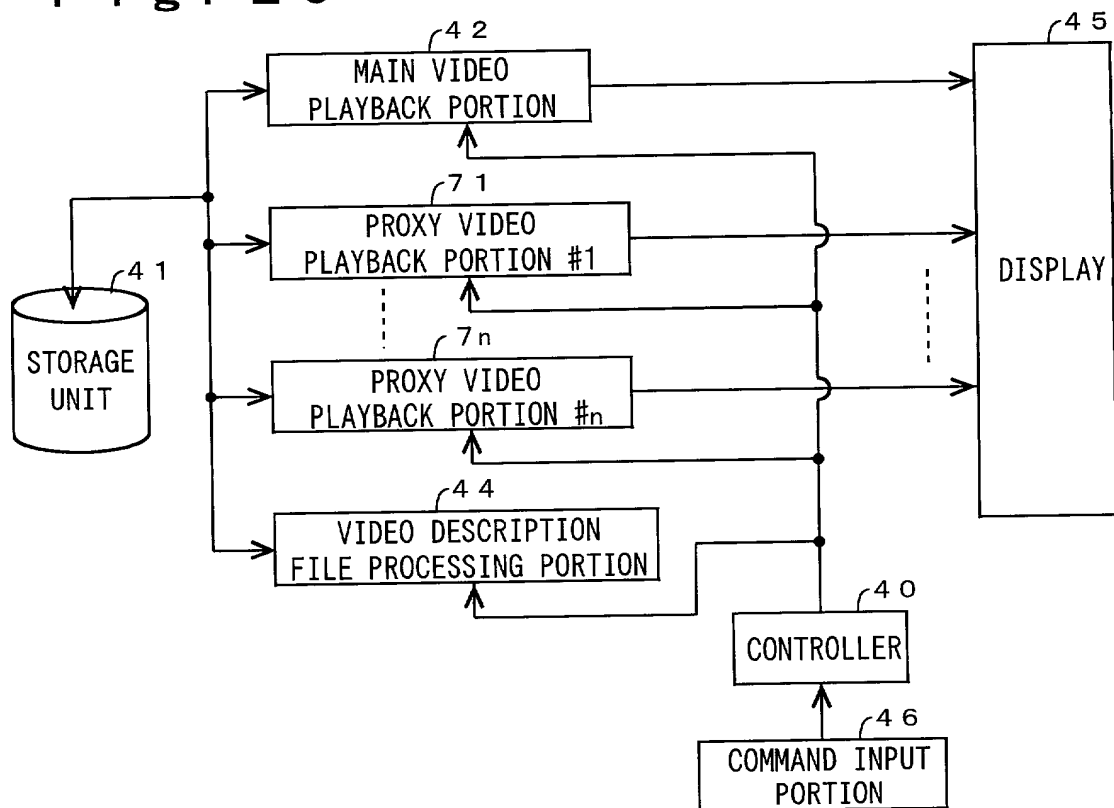 42
45
MAIN VIDEO
PLAYBACK PORTION
71
PROXY VIDEO
PLAYBACK PORTION #1
41
DISPLAY
STORAGE
UNIT
7n
PROXY VIDEO
PLAYBACK PORTION #n
44
VIDEO DESCRIPTION
FILE PROCESSING PORTION
40
CONTROLLER
46
COMMAND INPUT
PORTION